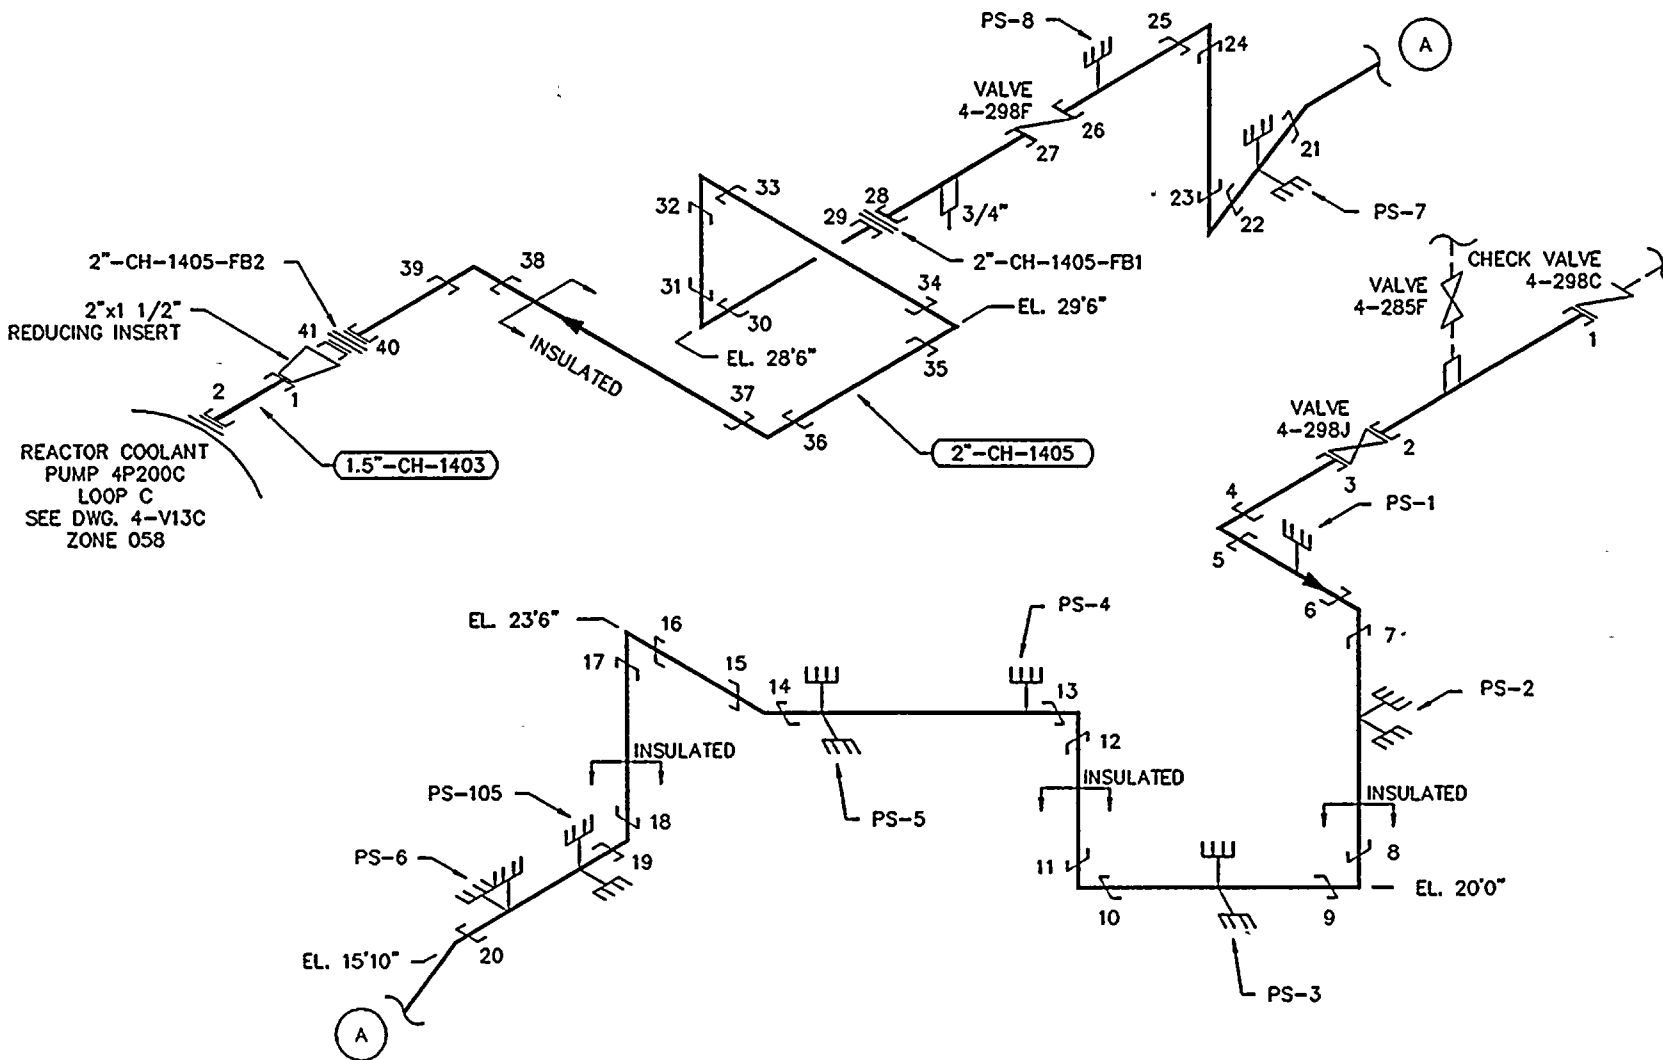 PS-8
25
24
A
VALVE
4-298F
26
27
21
33
32
28
29
3/4"
23
22
PS-7
2"-CH-1405-FB2
39
38
2"-CH-1405-FB1
CHECK VALVE
4-298C
VALVE
4-285F
2"x1 1/2"
REDUCING INSERT
41
40
31
30
34
EL. 29'6"
INSULATED
EL. 28'6"
35
1
2
1
37
36
VALVE
4-298J
2
3
REACTOR COOLANT
PUMP 4P200C
LOOP C
SEE DWG. 4-V13C
ZONE 058
1.5"-CH-1403
2"-CH-1405
4
PS-1
5
6
EL. 23'6"
16
PS-4
7
17
15
14
13
PS-2
12
INSULATED
INSULATED
INSULATED
PS-105
18
PS-5
PS-6
19
11
8
10
9
EL. 20'0"
20
EL. 15'10"
PS-3
A